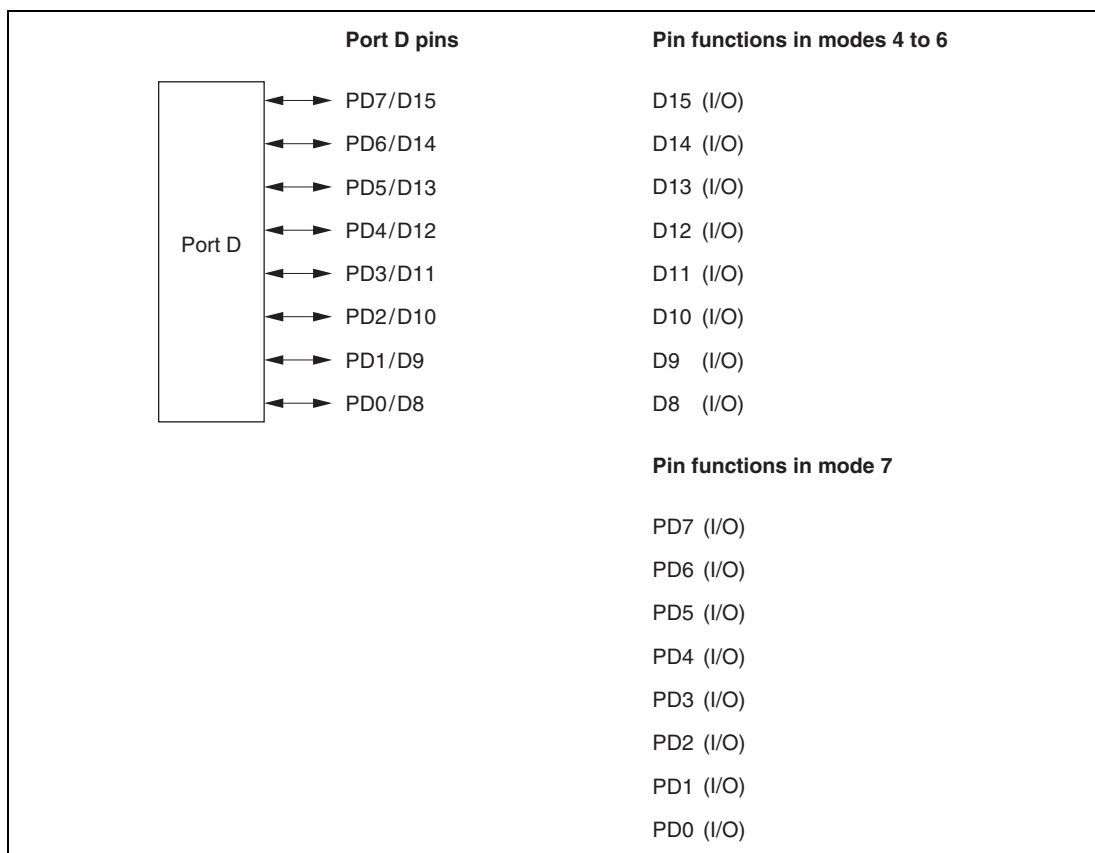 Port D pins Pin functions in modes 4 to 6
PD7/D15 D15 (I/O)
PD6/D14 D14 (I/O)
PD5/D13 D13 (I/O)
PD4/D12 D12 (I/O)
Port D
PD3/D11 D11 (I/O)
PD2/D10 D10 (I/O)
PD1/D9 D9 (I/O)
PD0/D8 D8 (I/O)
Pin functions in mode 7
PD7 (I/O)
PD6 (I/O)
PD5 (I/O)
PD4 (I/O)
PD3 (I/O)
PD2 (I/O)
PD1 (I/O)
PD0 (I/O)